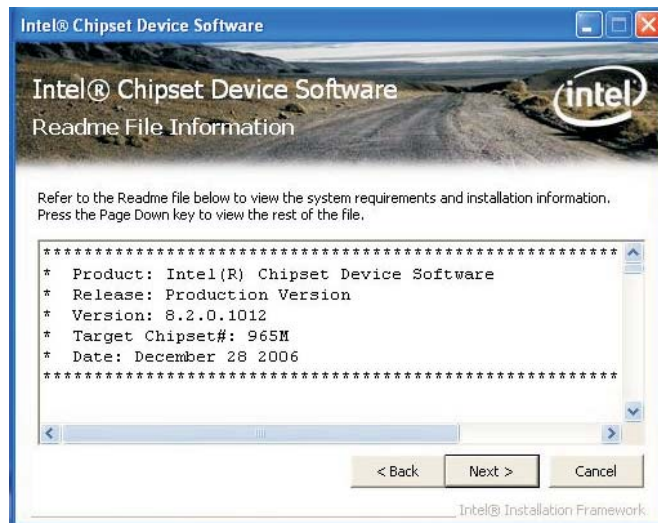 Intel® Chipset Device Software
Intel® Chipset Device Software
intel
Readme File Information
Refer to the Readme file below to view the system requirements and installation information.
Press the Page Down key to view the rest of the file.
************************************************************
* Product: Intel(R) Chipset Device Software
* Release: Production Version
* Version: 8.2.0.1012
* Target Chipset#: 965M
* Date: December 28 2006
************************************************************
< Back Next > Cancel
Intel® Installation Framework